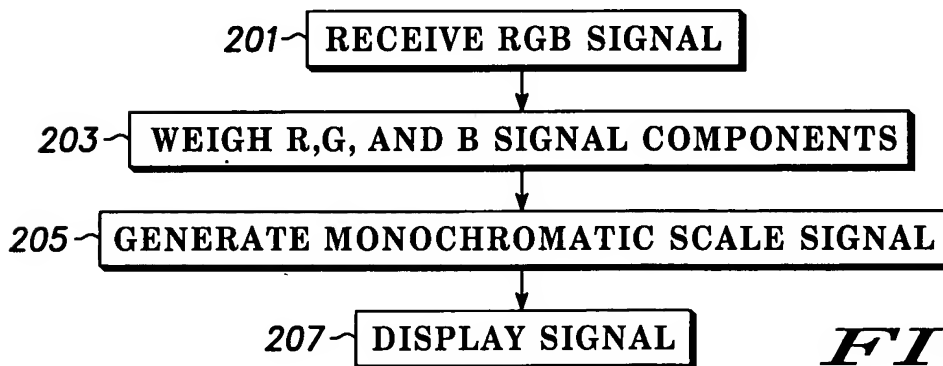 201 RECEIVE RGB SIGNAL
203 WEIGH R,G, AND B SIGNAL COMPONENTS
205 GENERATE MONOCHROMATIC SCALE SIGNAL
207 DISPLAY SIGNAL
FI